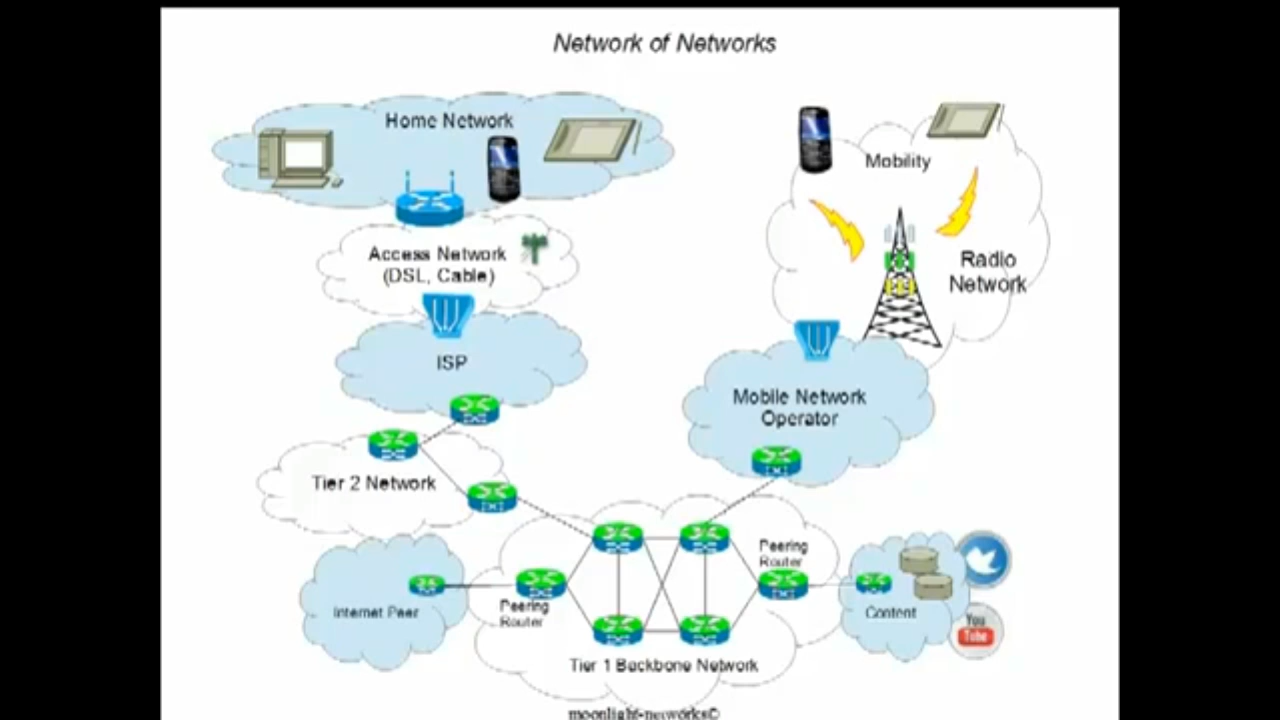 Network of Networks
Home Network
Mobility
Access Network
(DSL, Cable)
Radio
Network
ISP
Mobile Network
Operator
Tier 2 Network
Peering
Router
Internet Peer
Peering
Router
Content
You
Tube
Tier 1 Backbone Network
moonlight-networks©